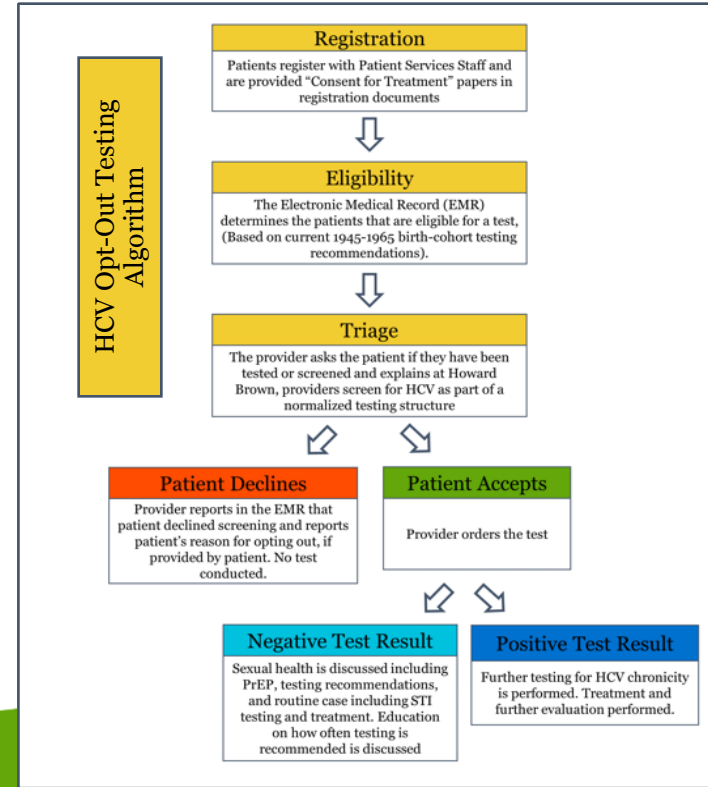 HCV Opt-Out Testing
Algorithm
Registration
Patients register with Patient Services Staff and
are provided “Consent for Treatment” papers in
registration documents
Eligibility
The Electronic Medical Record (EMR)
determines the patients that are eligible for a test,
(Based on current 1945-1965 birth-cohort testing
recommendations).
Triage
The provider asks the patient if they have been
tested or screened and explains at Howard
Brown, providers screen for HCV as part of a
normalized testing structure
Patient Declines
Provider reports in the EMR that
patient declined screening and reports
patient's reason for opting out, if
provided by patient. No test
conducted.
Patient Accepts
Provider orders the test
Negative Test Result
Sexual health is discussed including
PrEP, testing recommendations,
and routine case including STI
testing and treatment. Education
on how often testing is
recommended is discussed
Positive Test Result
Further testing for HCV chronicity
is performed. Treatment and
further evaluation performed.